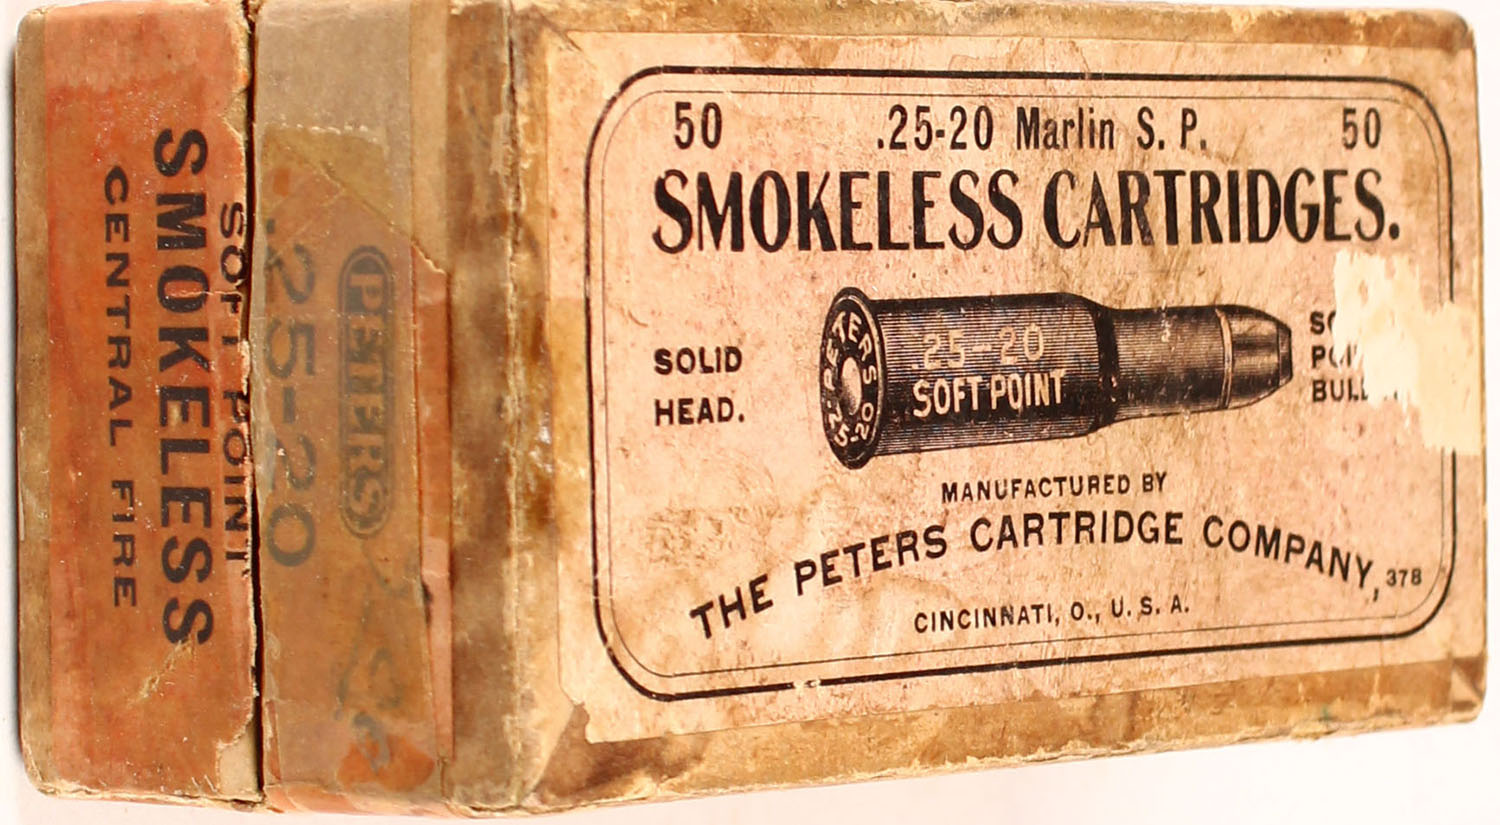 50 .25-20 Marlin S. P. 50
SMOKELESS CARTRIDGES.
SOLID
HEAD.
PETERS
.25-20
.25-20
SOFT POINT
MANUFACTURED BY
THE PETERS CARTRIDGE COMPANY,
378
CINCINNATI, O., U. S. A.
PETERS
.25-20
SOFT POINT
SMOKELESS
CENTRAL FIRE